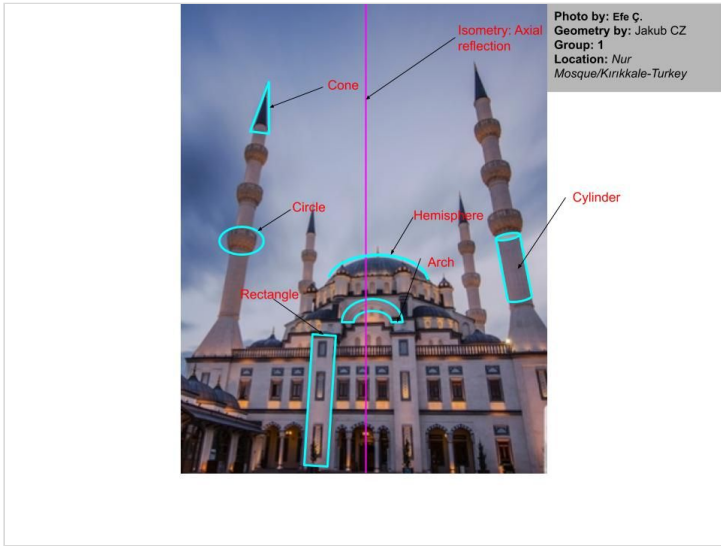 Photo by: Efe Ç.
Geometry by: Jakub CZ
Group: 1
Location: Nur
Mosque/Kırıkkale-Turkey
Isometry: Axial
reflection
Cone
Cylinder
Circle
Hemisphere
Arch
Rectangle